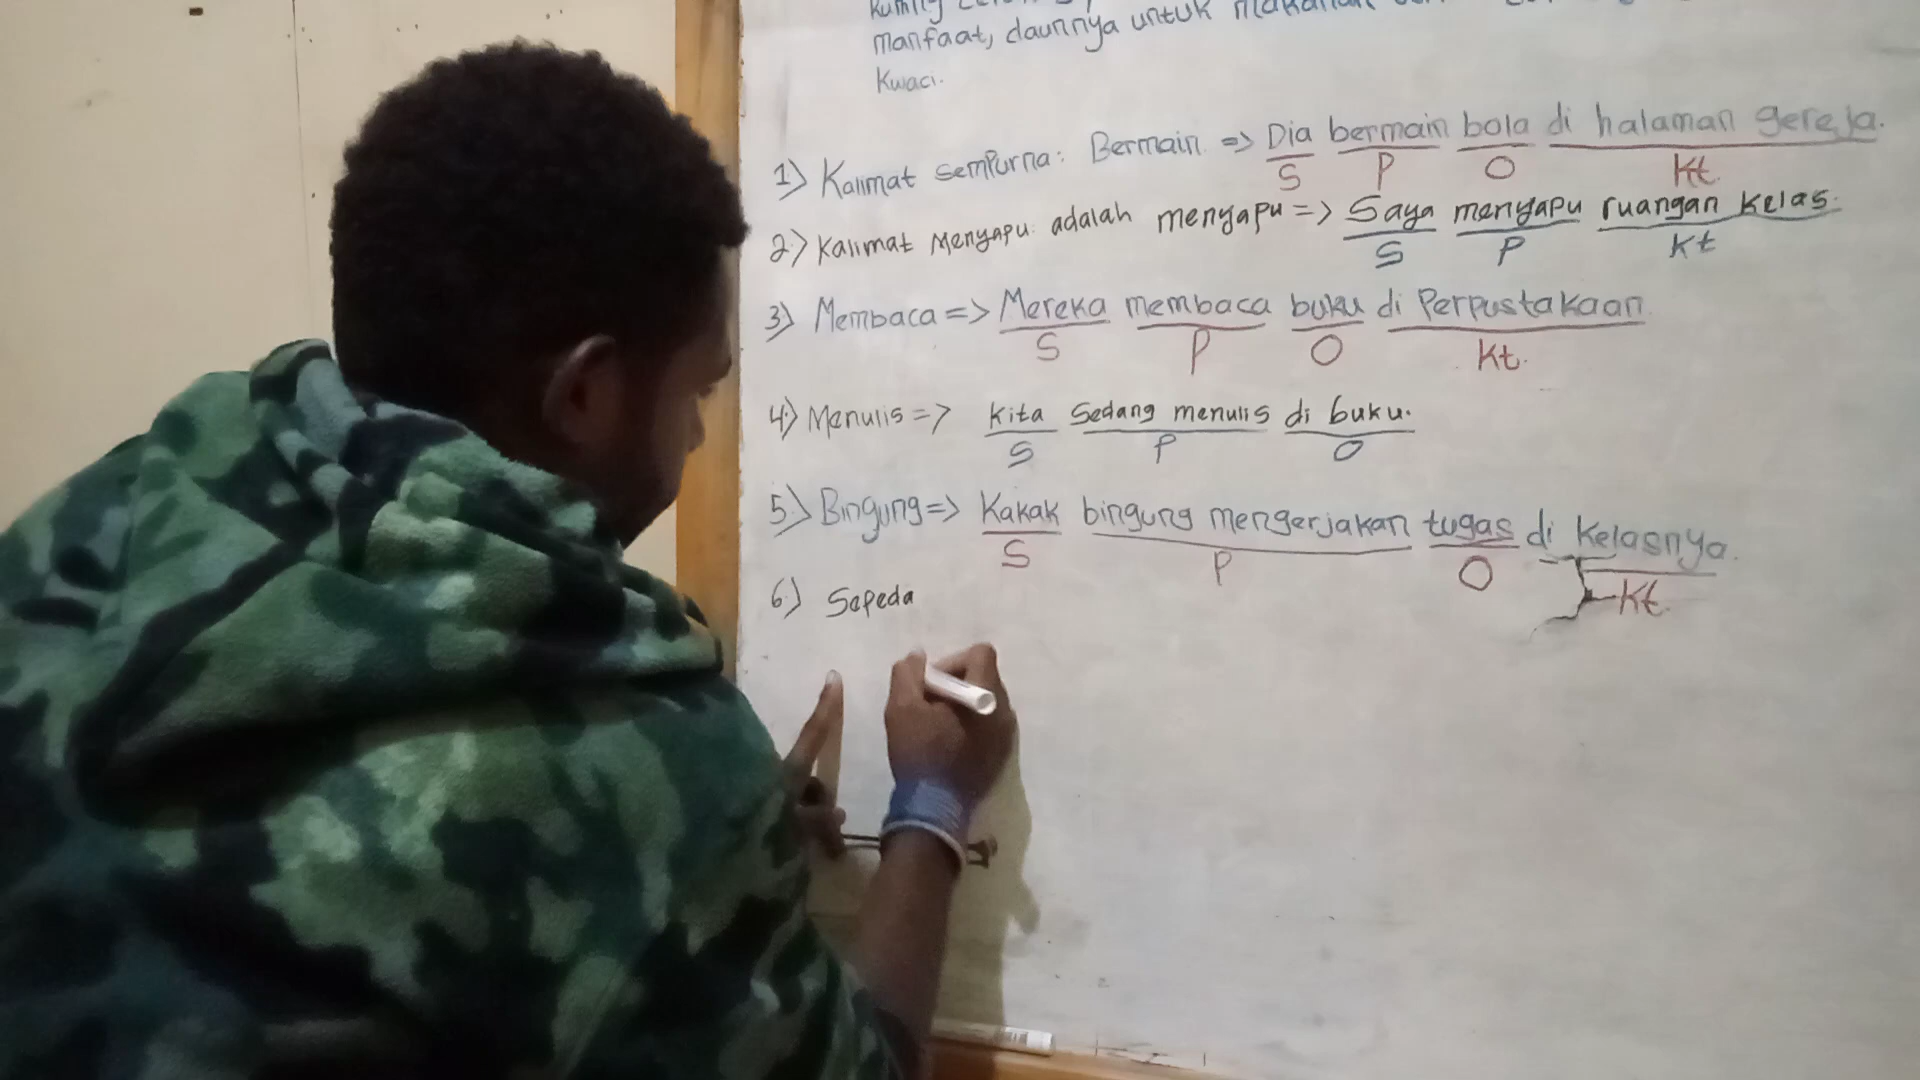 manfaat, daunnya untuk makanan
Kwaci.
1) Kalimat sempurna: Bermain => Dia bermain bola di halaman gereja.
S P O Kt.
2.) Kalimat Menyapu adalah menyapu => Saya menyapu ruangan kelas.
S P Kt
3) Membaca => Mereka membaca buku di Perpustakaan
S P O Kt.
4.) Menulis => Kita Sedang menulis di buku.
S P O
5.) Bingung => Kakak bingung mengerjakan tugas di Kelasnya.
S P O Kt.
6.) Sepeda